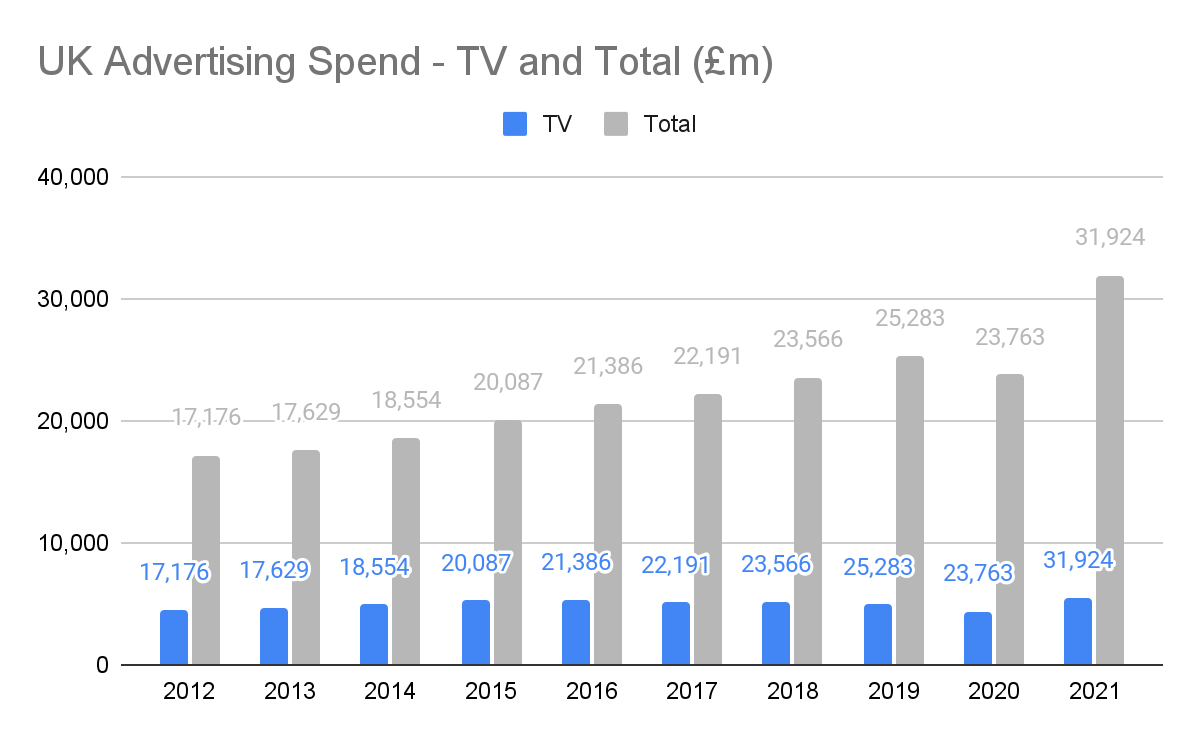 UK Advertising Spend - TV and Total (£m)
TV Total
40,000
30,000
20,000
10,000
0
17,176 17,629 18,554 20,087 21,386 22,191 23,566 25,283 23,763 31,924
17,176 17,629 18,554 20,087 21,386 22,191 23,566 25,283 23,763 31,924
2012 2013 2014 2015 2016 2017 2018 2019 2020 2021